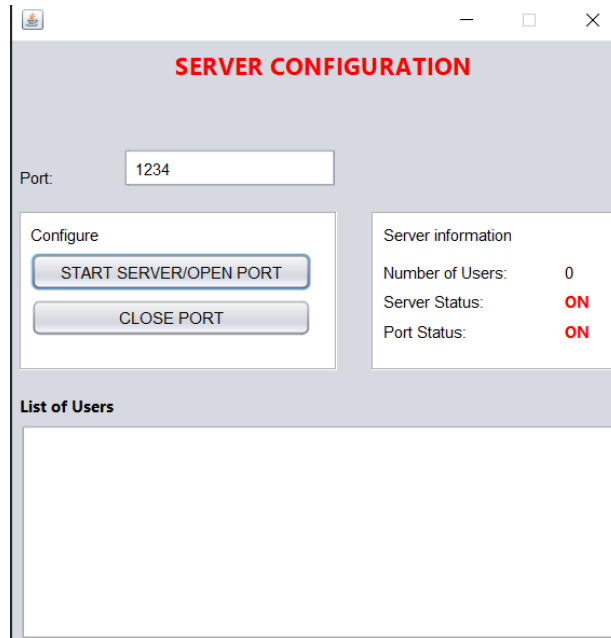 SERVER CONFIGURATION
Port:
1234
Configure
START SERVER/OPEN PORT
CLOSE PORT
Server information
Number of Users: 0
Server Status: ON
Port Status: ON
List of Users